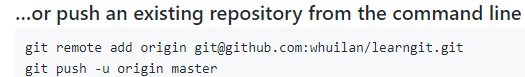 …or push an existing repository from the command line
git remote add origin git@github.com:whuilan/learngit.git
git push -u origin master